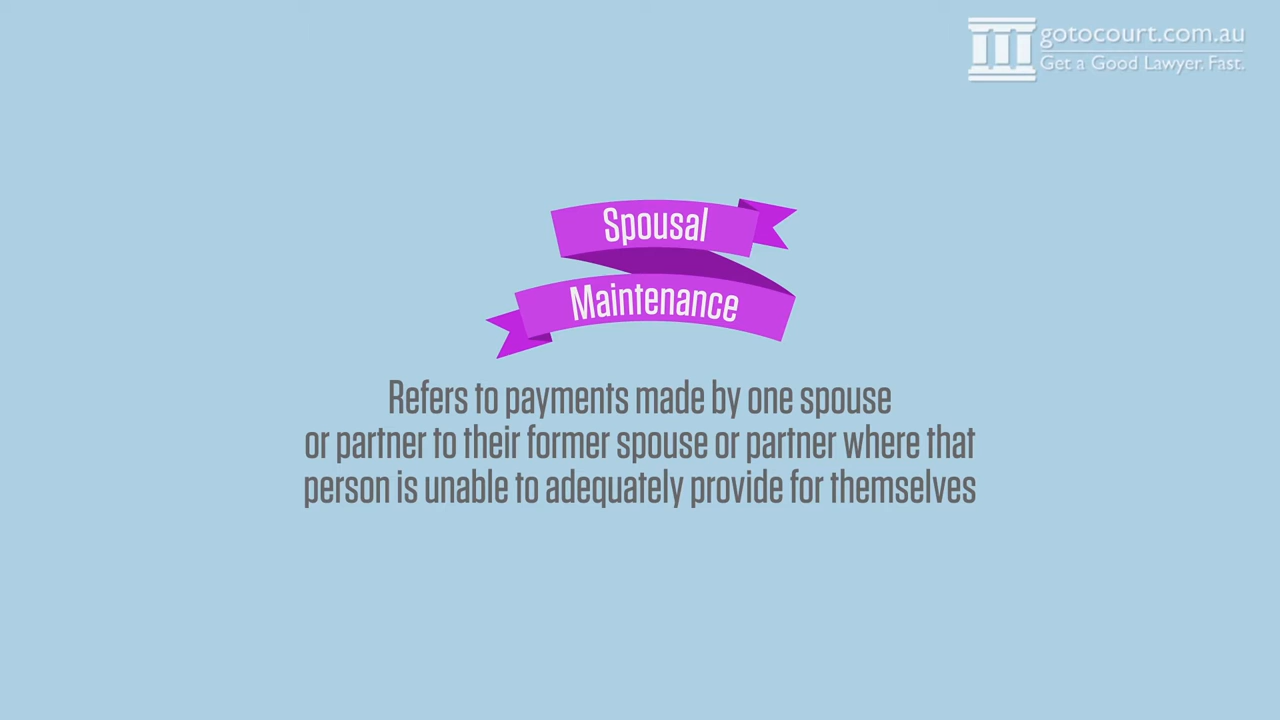 gotocourt.com.au
Get a Good Lawyer. Fast.
Spousal
Maintenance
Refers to payments made by one spouse
or partner to their former spouse or partner where that
person is unable to adequately provide for themselves